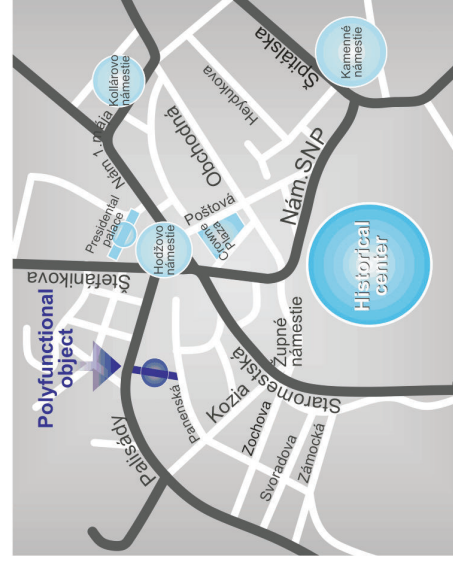 Polyfunctional
object
Palisády
Štefánikova
Presidental
palace
Nám 1.mája
Kollárovo
námestie
Hodžovo
námestie
Panenská
Kozia
Zochova
Svoradova
Zámocká
Staromestská
Župné
námestie
Crowne
Plaza
Poštová
Obchodná
Heydukova
Špitálska
Kamenné
námestie
Nám.SNP
Historical
center